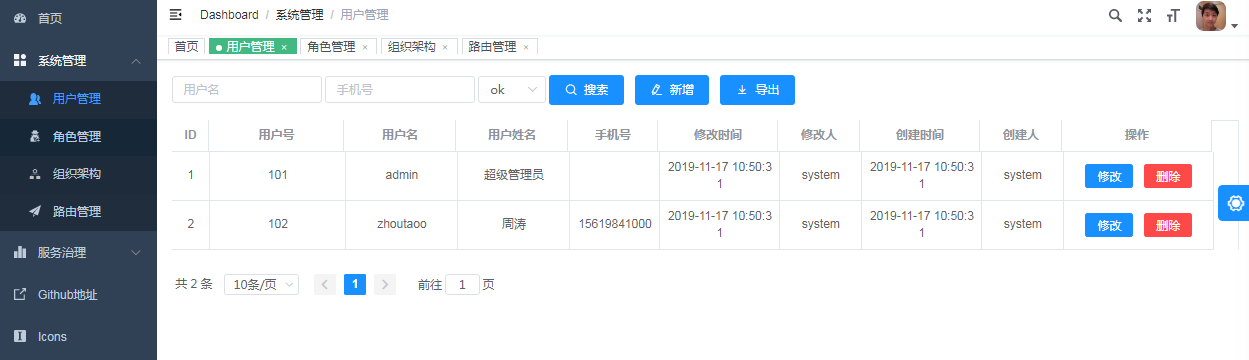 首页
系统管理
用户管理
角色管理
组织架构
路由管理
服务治理
Github地址
Icons
Dashboard / 系统管理 / 用户管理
首页 用户管理 × 角色管理 × 组织架构 × 路由管理 ×
用户名 手机号 ok 搜索 新增 导出
ID 用户号 用户名 用户姓名 手机号 修改时间 修改人 创建时间 创建人 操作
1 101 admin 超级管理员 2019-11-17 10:50:31 system 2019-11-17 10:50:31 system 修改 删除
2 102 zhoutaoo 周涛 15619841000 2019-11-17 10:50:31 system 2019-11-17 10:50:31 system 修改 删除
共 2 条 10条/页 1 前往 1 页